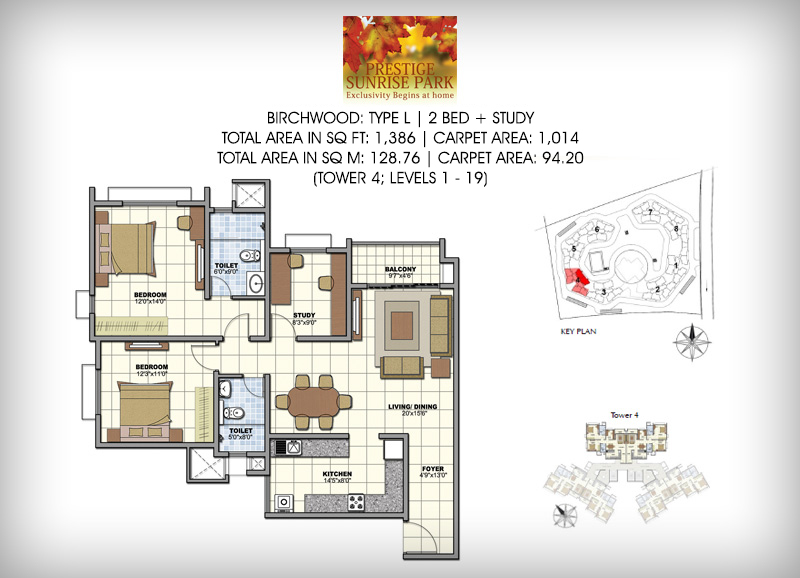 PRESTIGE
SUNRISE PARK
Exclusivity Begins at home
BIRCHWOOD: TYPE L | 2 BED + STUDY
TOTAL AREA IN SQ FT: 1,386 | CARPET AREA: 1,014
TOTAL AREA IN SQ M: 128.76 | CARPET AREA: 94.20
(TOWER 4; LEVELS 1 - 19)
TOILET
6'0"x9'0"
BALCONY
9'7"x4'6"
BEDROOM
12'0"x14'0"
STUDY
8'3"x9'0"
BEDROOM
12'3"x11'0"
TOILET
5'0"x8'0"
LIVING/ DINING
20'x15'6"
KITCHEN
14'5"x8'0"
FOYER
4'9"x13'0"
7
6
8
5
1
3
2
KEY PLAN
Tower 4